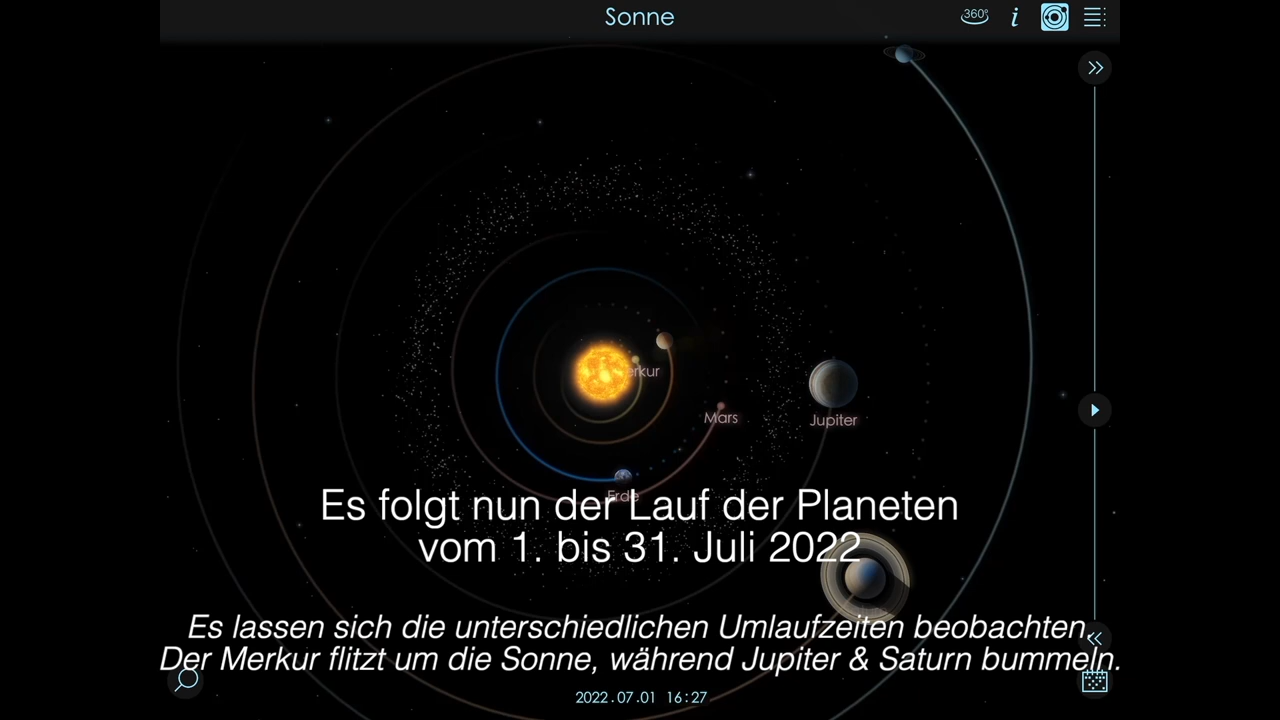 Sonne
360°
i
erkur
Mars
Jupiter
Erde
Es folgt nun der Lauf der Planeten
vom 1. bis 31. Juli 2022
Es lassen sich die unterschiedlichen Umlaufzeiten beobachten.
Der Merkur flitzt um die Sonne, während Jupiter & Saturn bummeln.
2022.07.01 16:27